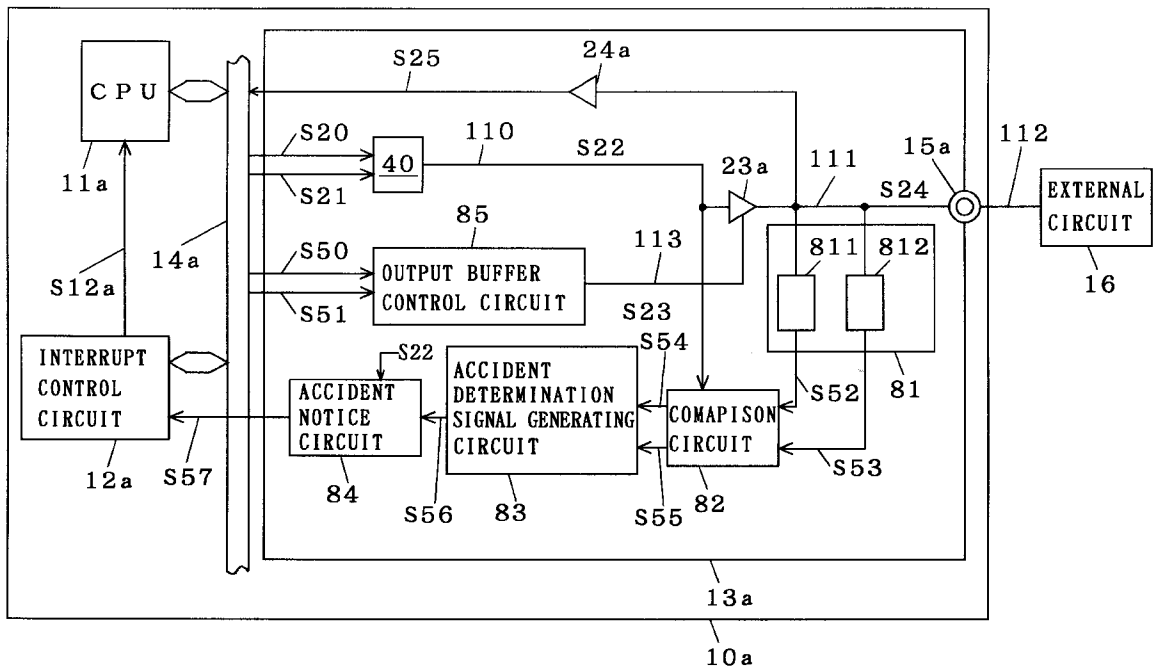 CPU
11a
S25
24a
S20
S21
40
110
S22
23a
111
S24
15a
112
EXTERNAL
CIRCUIT
16
S12a
14a
S50
S51
85
OUTPUT BUFFER
CONTROL CIRCUIT
113
S23
811
812
81
INTERRUPT
CONTROL
CIRCUIT
12a
S57
S22
ACCIDENT
NOTICE
CIRCUIT
84
S56
ACCIDENT
DETERMINATION
SIGNAL GENERATING
CIRCUIT
83
S54
S55
COMAPISON
CIRCUIT
82
S52
S53
13a
10a